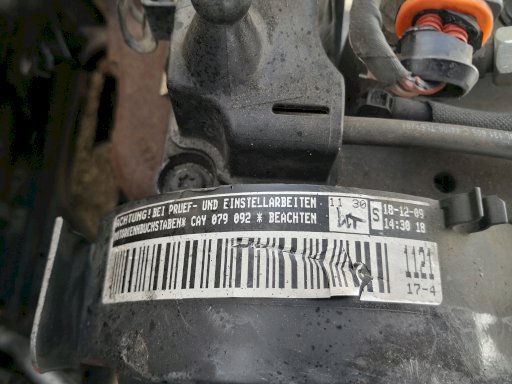 ACHTUNG! BEI PRUEF- UND EINSTELLARBEITEN
MOTORKENNBUCHSTABEN* CAY 079 092 * BEACHTEN
11 30
S
18-12-09
14:30 18
1121
17-4